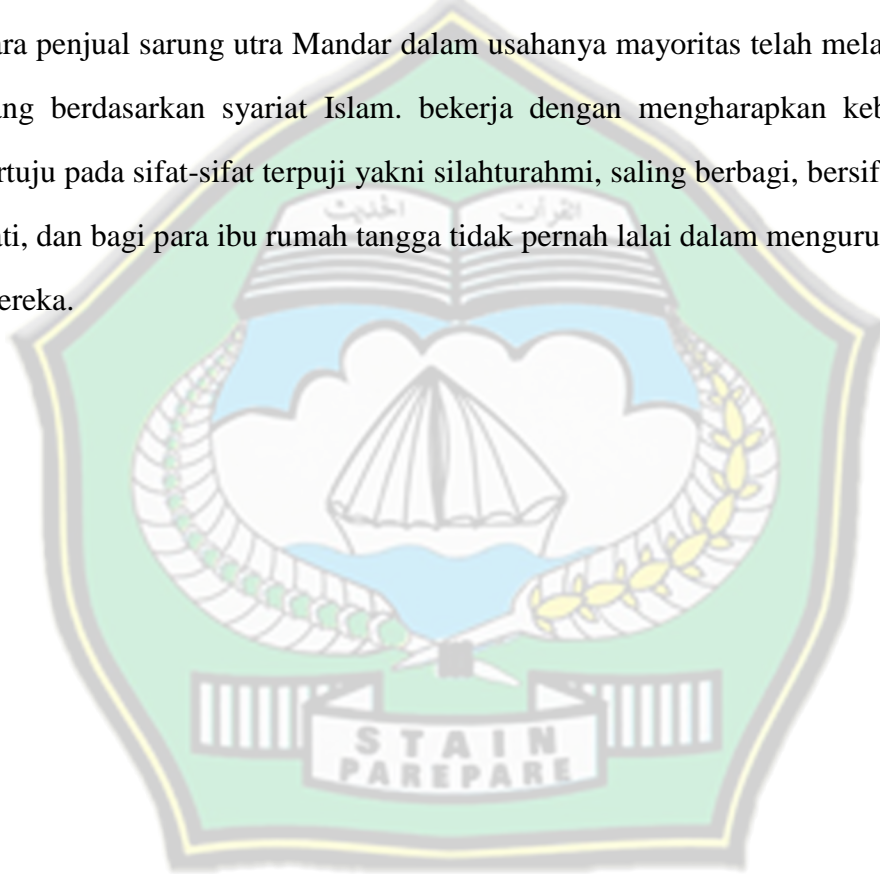 ara penjual sarung utra Mandar dalam usahanya mayoritas telah mela
ang berdasarkan syariat Islam. bekerja dengan mengharapkan keb
rtuju pada sifat-sifat terpuji yakni silahturahmi, saling berbagi, bersif
الحديث القرآن
ati, dan bagi para ibu rumah tangga tidak pernah lalai dalam menguru
ereka.
STAIN
PAREPARE